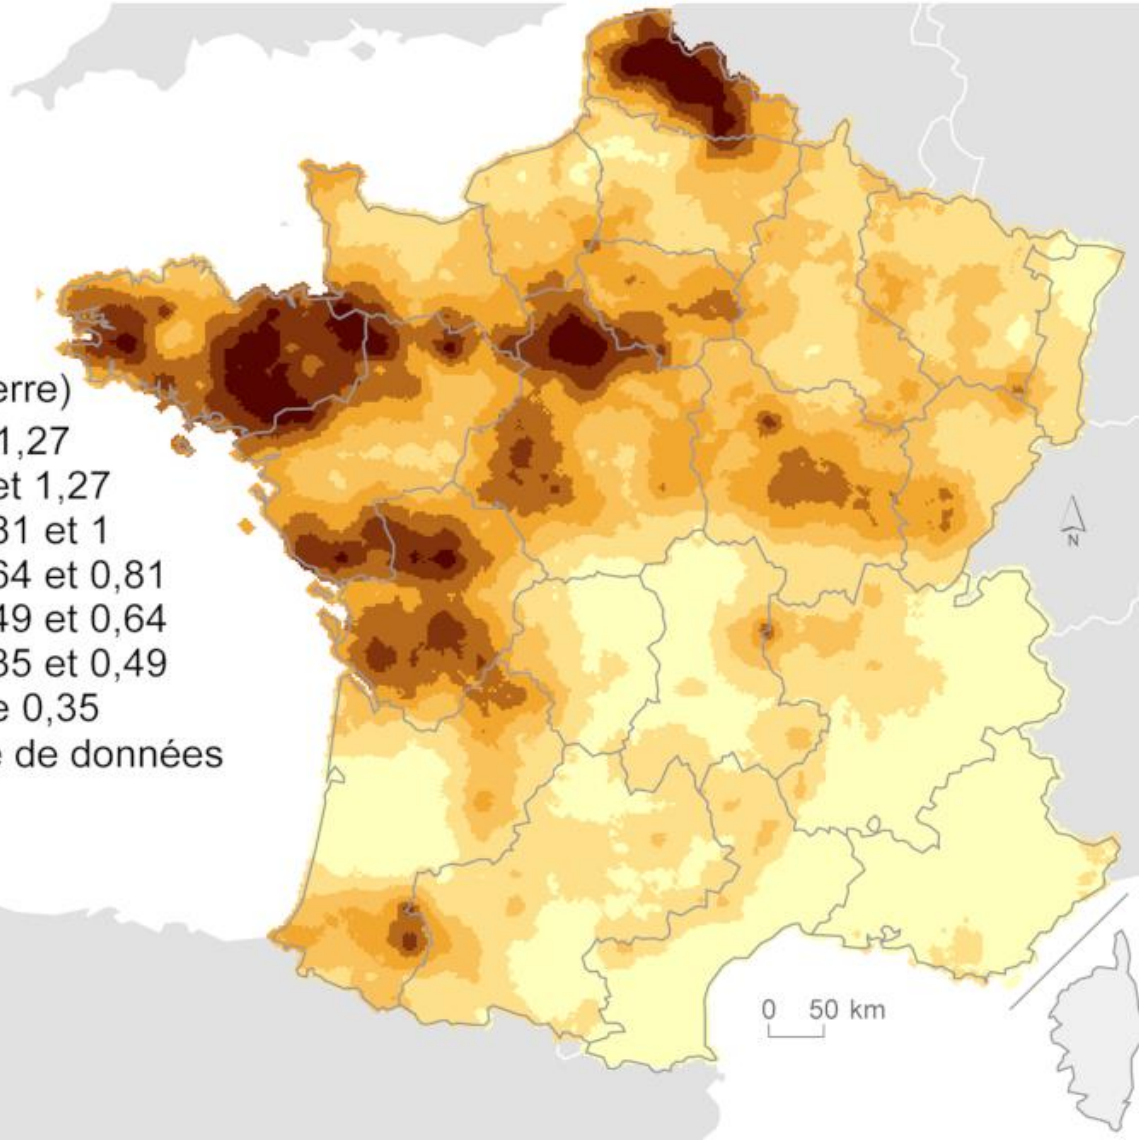 erre)
1,27
et 1,27
81 et 1
64 et 0,81
49 et 0,64
35 et 0,49
e 0,35
e de données
N
0 50 km